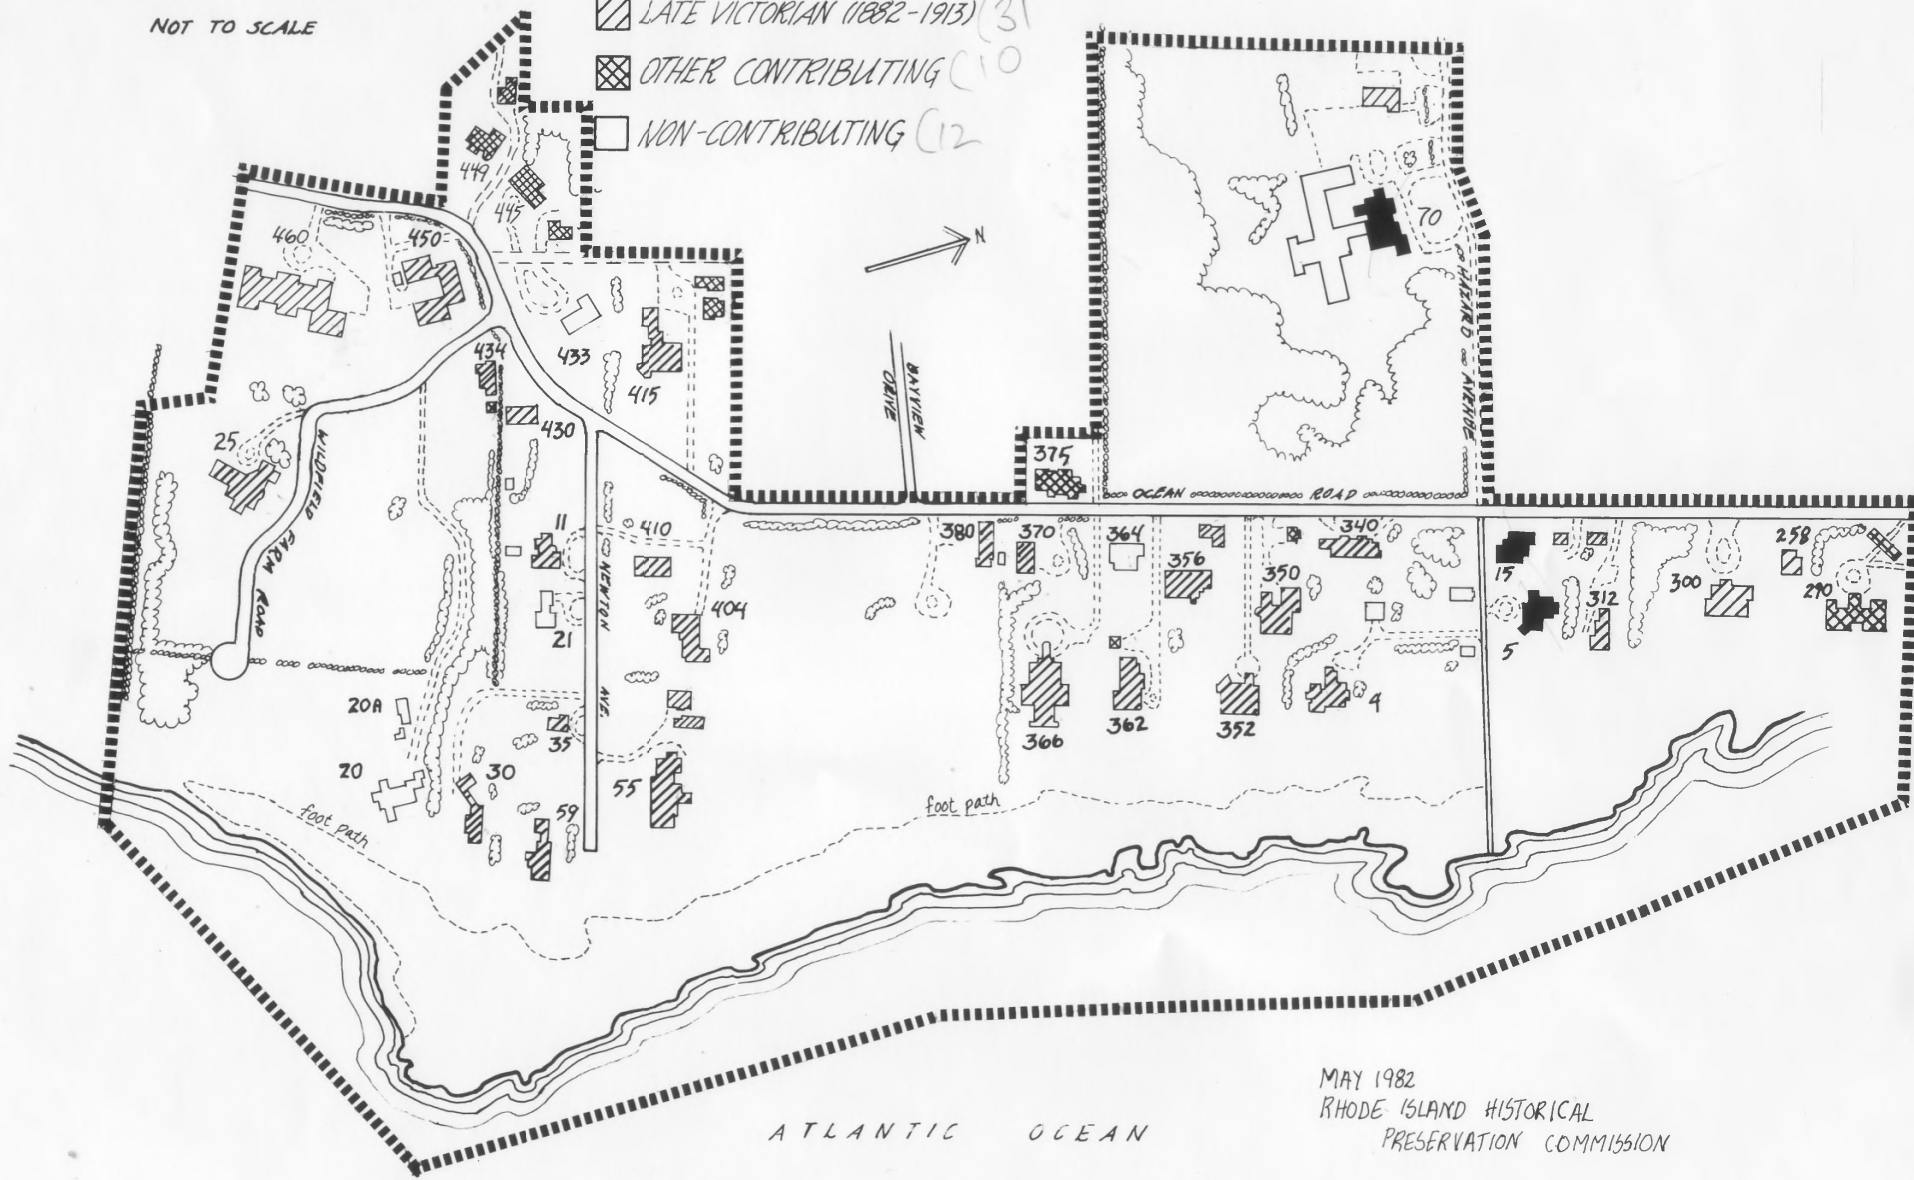 NOT TO SCALE
LATE VICTORIAN (1882-1913) (31
OTHER CONTRIBUTING (10
NON-CONTRIBUTING (12
449
445
460
450
70
N
HAZARD AVENUE
433
434
415
430
BAYVIEW
DRIVE
25
WILDFIELD FARM ROAD
375
OCEAN ROAD
11
410
380
370
364
356
350
340
15
258
290
300
312
5
21
NEWTON AVE.
404
20A
35
366
362
352
4
20
30
59
55
foot path
foot path
ATLANTIC OCEAN
MAY 1982
RHODE ISLAND HISTORICAL
PRESERVATION COMMISSION